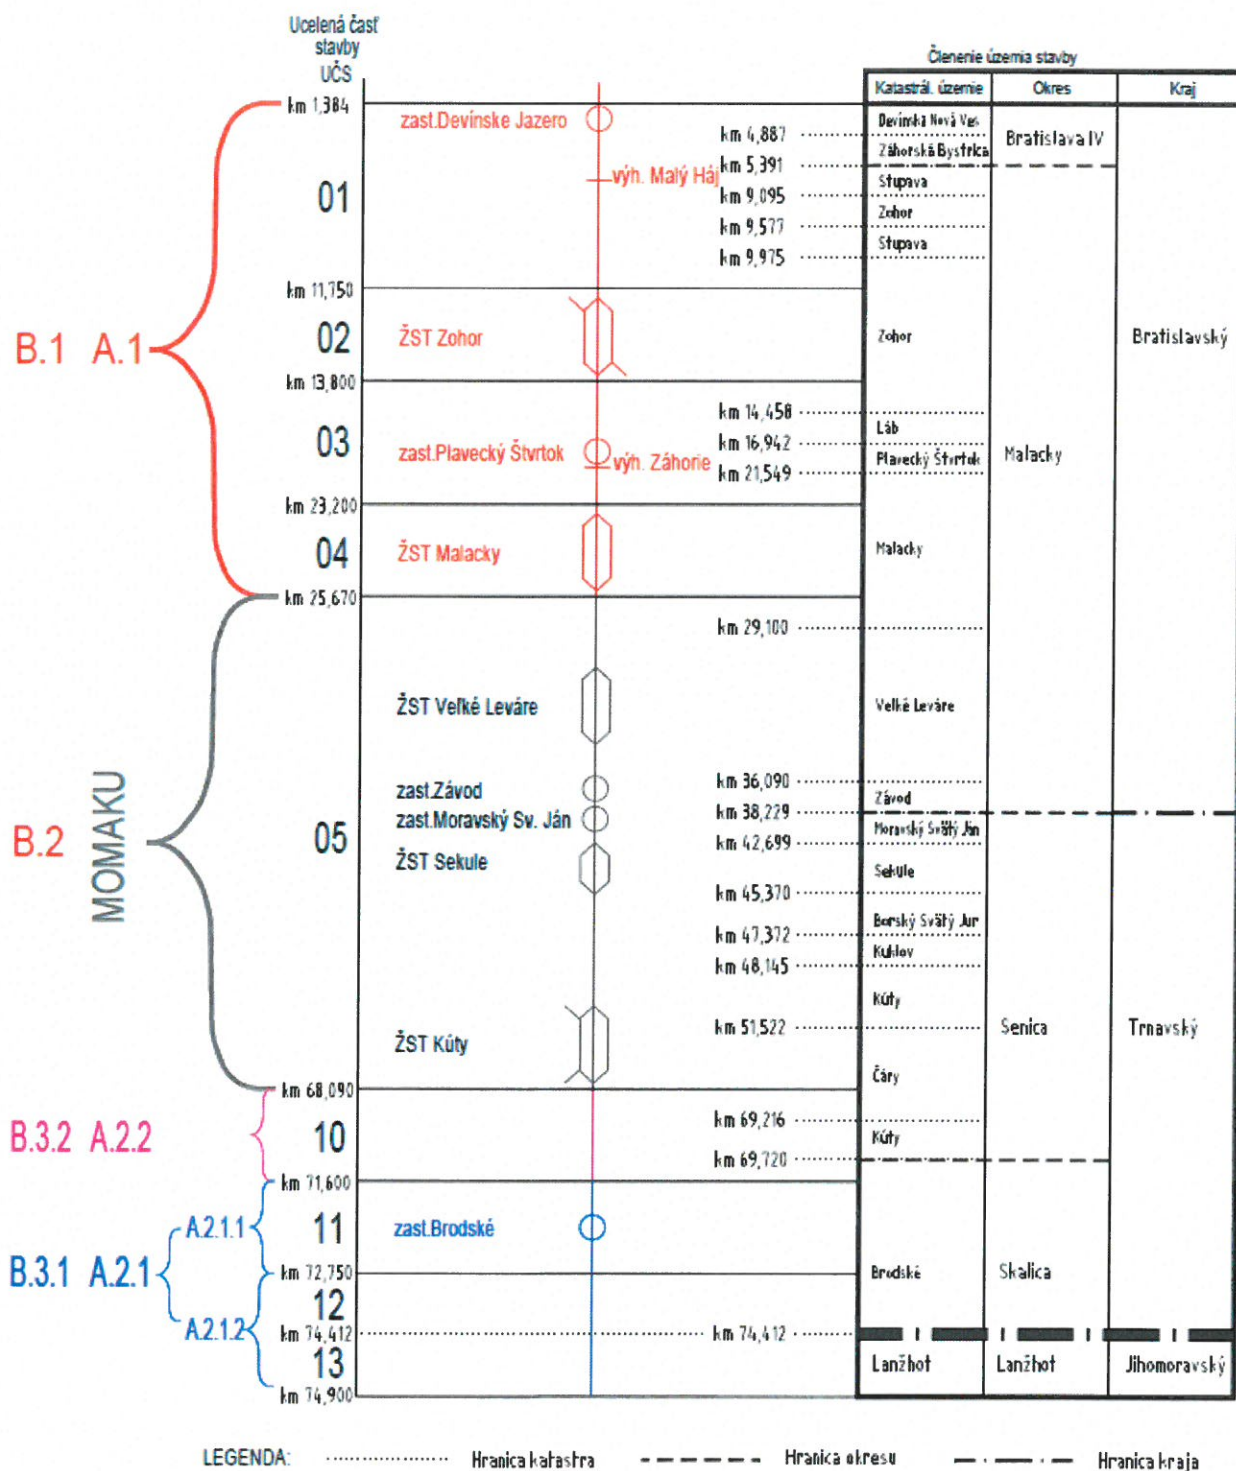 Ucelená časť
stavby
UČS
Členenie územia stavby
Katastrál. územie Okres Kraj
km 1,384
zast.Devínske Jazero
Devínska Nová Ves
km 4,887
Bratislava IV
Záhorská Bystrica
km 5,391
výh. Malý Háj
Stupava
01
km 9,095
Zohor
km 9,577
Stupava
km 9,975
km 11,750
B.1 A.1
02
ŽST Zohor
Zohor
Bratislavský
km 13,800
km 14,458
Láb
03
km 16,942
zast.Plavecký Štvrtok
výh. Záhorie
Plavecký Štvrtok
Malacky
km 21,549
km 23,200
04
ŽST Malacky
Malacky
km 25,670
km 29,100
ŽST Veľké Leváre
Veľké Leváre
km 36,090
zast.Závod
Závod
km 38,229
zast.Moravský Sv. Ján
Moravský Svätý Ján
B.2
MOMAKU
05
km 42,699
ŽST Sekule
Sekule
km 45,370
Borský Svätý Jur
km 47,372
Kuklov
km 48,145
Kúty
km 51,522
Senica
Trnavský
ŽST Kúty
Čáry
km 68,090
km 69,216
B.3.2 A.2.2
10
Kúty
km 69,720
km 71,600
A.2.1.1
11
zast.Brodské
B.3.1 A.2.1
km 72,750
Brodské
Skalica
12
A.2.1.2
km 74,412
km 74,412
13
Lanžhot
Lanžhot
Jihomoravský
km 74,900
LEGENDA: Hranica katastra Hranica okresu Hranica kraja